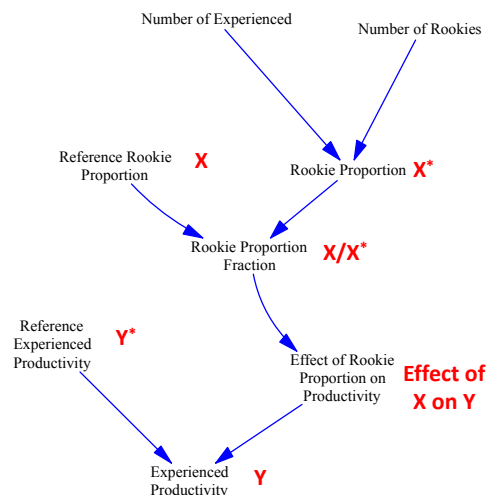 Number of Experienced
Number of Rookies
Reference Rookie
Proportion
X
Rookie Proportion
X*
Rookie Proportion
Fraction
X/X*
Reference
Experienced
Productivity
Y*
Effect of Rookie
Proportion on
Productivity
Effect of
X on Y
Experienced
Productivity
Y